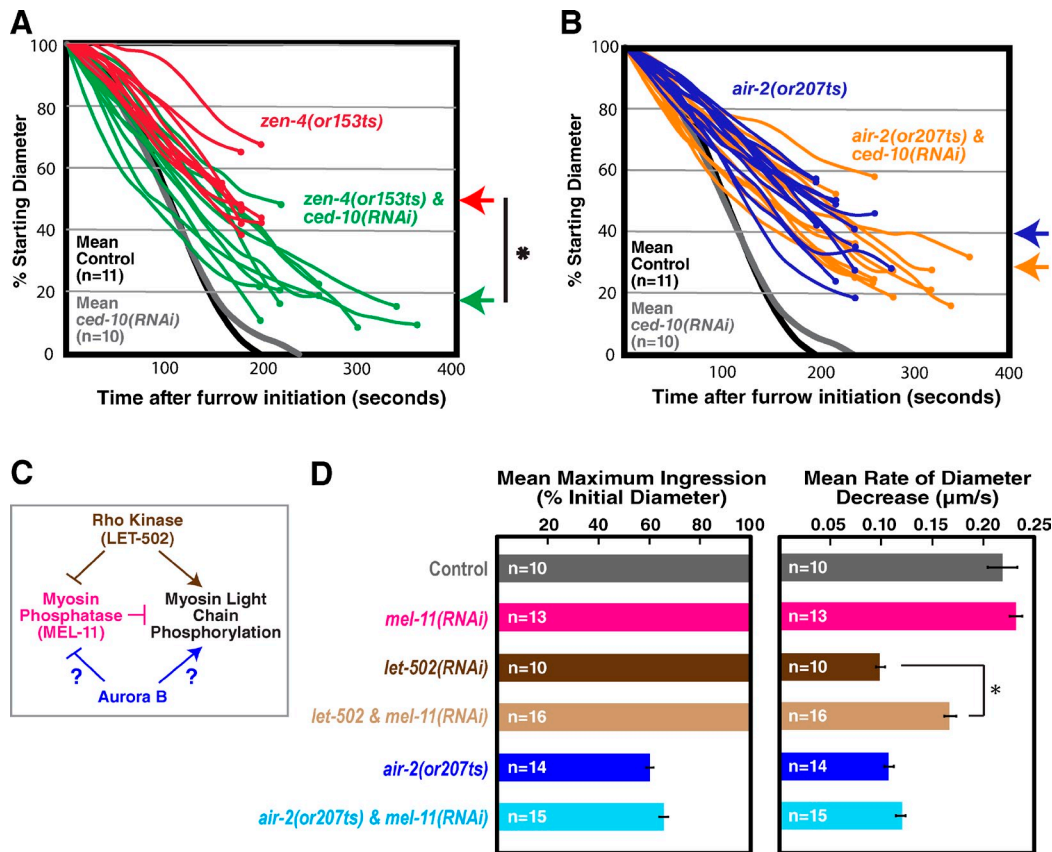 A
% Starting Diameter
100
80
60
40
20
0
zen-4(or153ts)
zen-4(or153ts) &
ced-10(RNAi)
Mean
Control
(n=11)
Mean
ced-10(RNAi)
(n=10)
*
100
200
300
400
Time after furrow initiation (seconds)
B
% Starting Diameter
100
80
60
40
20
0
air-2(or207ts)
air-2(or207ts) &
ced-10(RNAi)
Mean
Control
(n=11)
Mean
ced-10(RNAi)
(n=10)
100
200
300
400
Time after furrow initiation (seconds)
C
Rho Kinase
(LET-502)
Myosin
Phosphatase
(MEL-11)
Myosin Light
Chain
Phosphorylation
?
?
Aurora B
D
Mean Maximum Ingression
(% Initial Diameter)
20 40 60 80 100
Mean Rate of Diameter
Decrease (µm/s)
0.05 0.10 0.15 0.20 0.25
Control n=10 n=10
mel-11(RNAi) n=13 n=13
let-502(RNAi) n=10 n=10
*
let-502 & mel-11(RNAi) n=16 n=16
air-2(or207ts) n=14 n=14
air-2(or207ts) & mel-11(RNAi) n=15 n=15